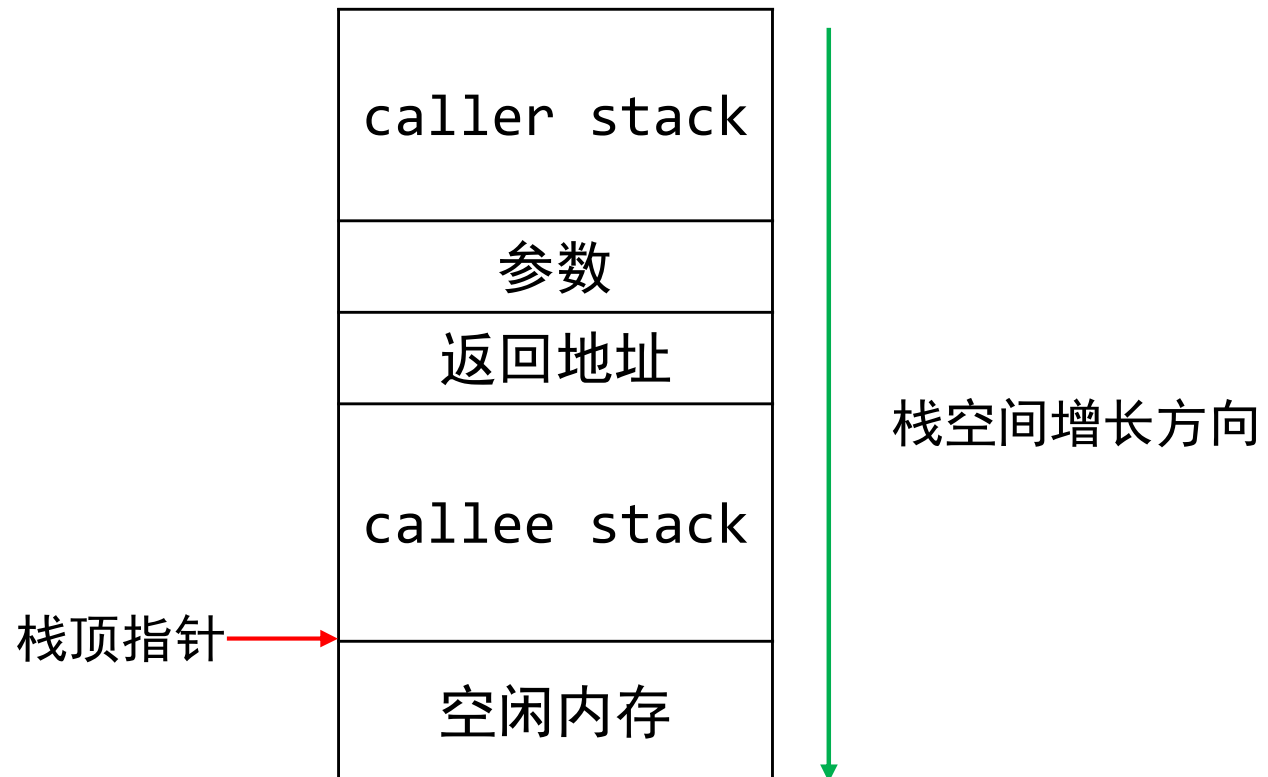 caller stack
参数
返回地址
栈空间增长方向
callee stack
栈顶指针
空闲内存